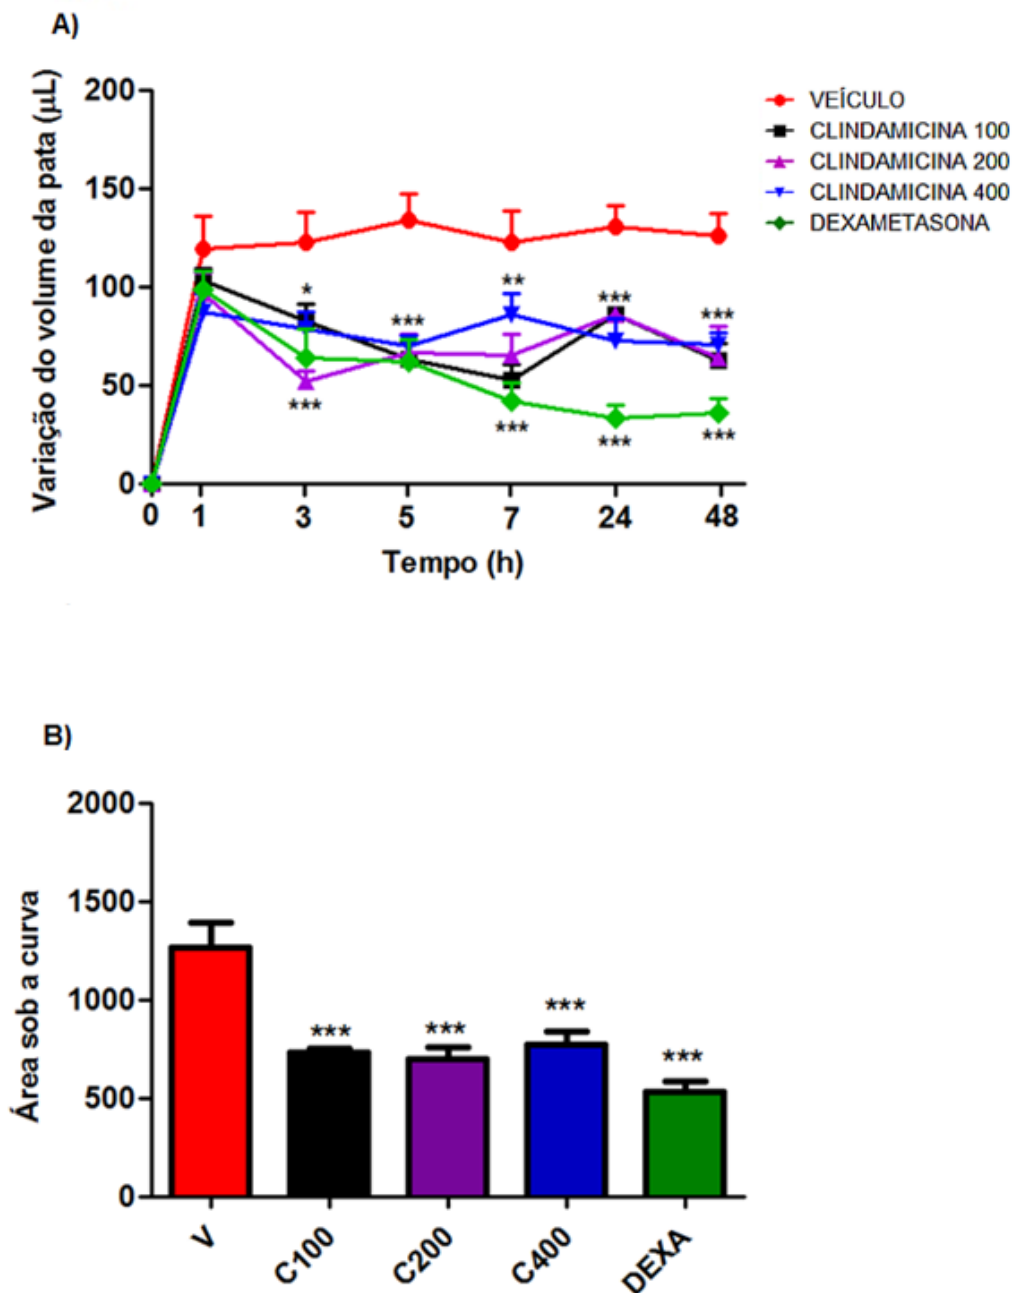 A)
Variação do volume da pata (µL)
200
150
100
50
0
VEÍCULO
CLINDAMICINA 100
CLINDAMICINA 200
CLINDAMICINA 400
DEXAMETASONA
*
***
***
**
***
***
***
***
***
0 1 3 5 7 24 48
Tempo (h)
B)
Área sob a curva
2000
1500
1000
500
0
***
***
***
***
V C100 C200 C400 DEXA